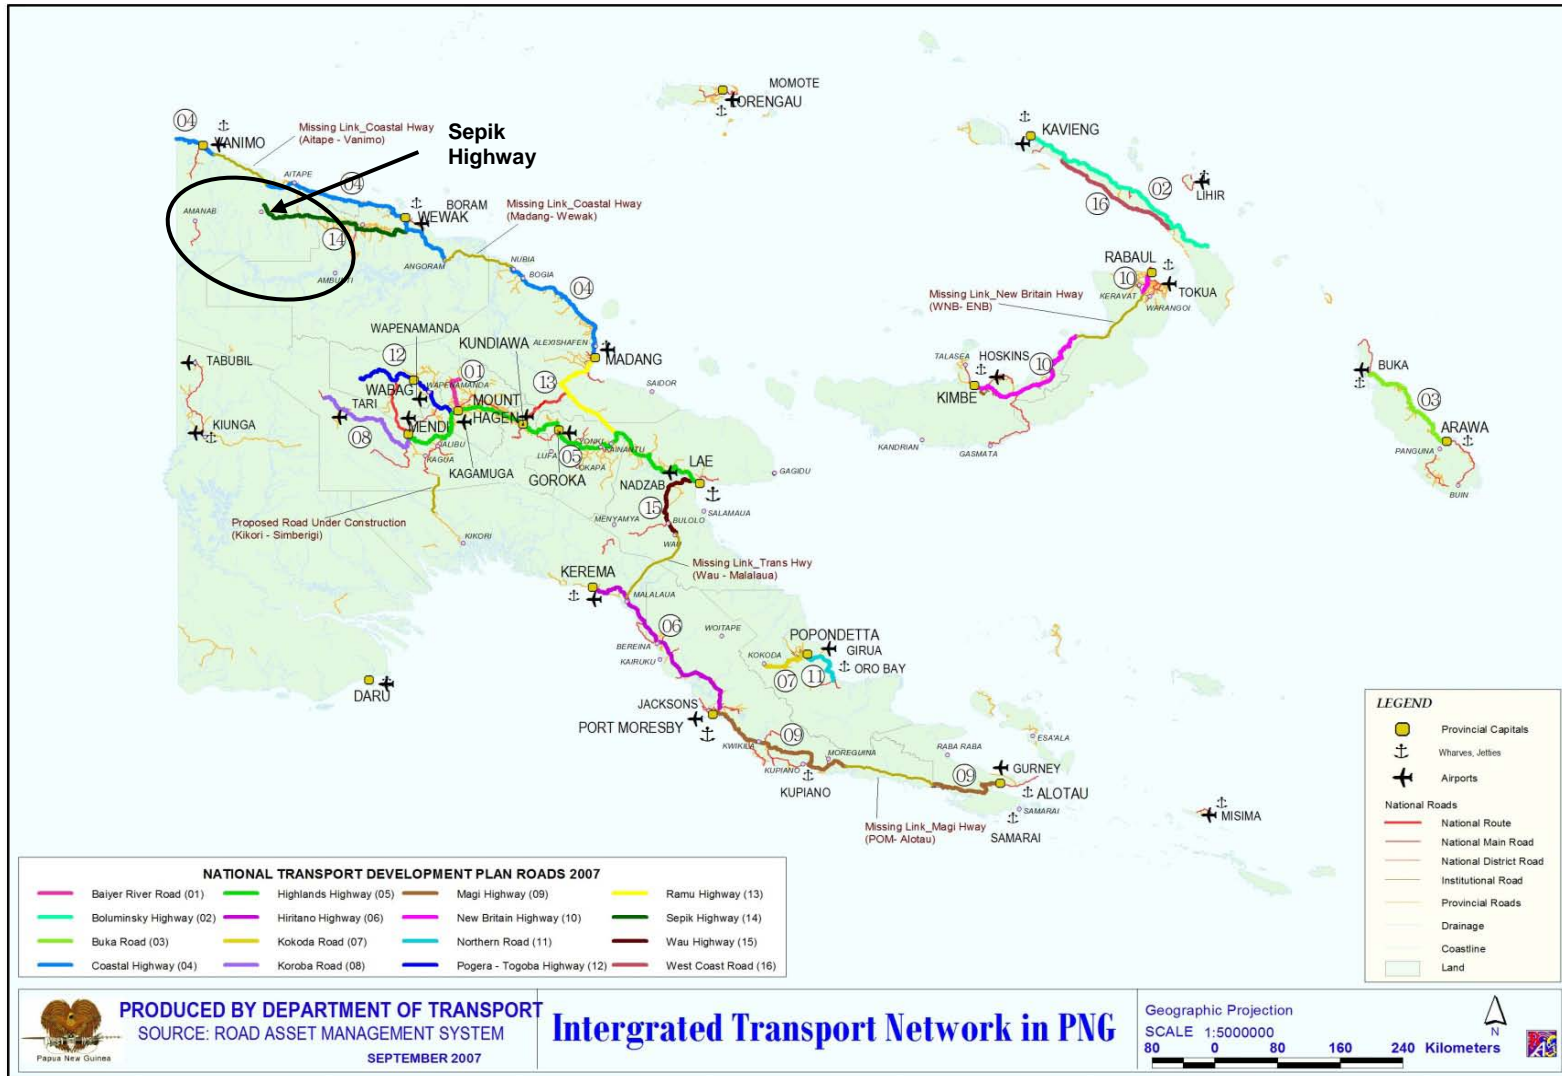 MOMOTE
LORENGAU
04
VANIMO
Missing Link_Coastal Hway
(Aitape - Vanimo)
Sepik
Highway
KAVIENG
AITAPE
04
02
LIHIR
16
AMANAB
BORAM
WEWAK
Missing Link_Coastal Hway
(Madang- Wewak)
14
ANGORAM
NUBIA
BOGIA
AMBUNTI
RABAUL
10
KERAVAT
TOKUA
WARANGOI
Missing Link_New Britain Hway
(WNB- ENB)
04
WAPENAMANDA
KUNDIAWA
ALEXISHAFEN
MADANG
TABUBIL
12
01
WABAG
WAPENAMANDA
13
SAIDOR
TALASEA
HOSKINS
10
KIMBE
BUKA
03
TARI
MOUNT
HAGEN
MENDI
KIUNGA
08
IALIBU
KAGUA
KAGAMUGA
LUFA
05
YONKI
KAINANTU
OKAPA
GOROKA
LAE
NADZAB
GAGIDU
KANDRIAN
GASMATA
ARAWA
PANGUNA
BUIN
Proposed Road Under Construction
(Kikori - Simberigi)
KIKORI
MENYAMYA
15
BULOLO
SALAMAUA
WAU
Missing Link_Trans Hwy
(Wau - Malalaua)
KEREMA
MALALAUA
06
BEREINA
KAIRUKU
WOITAPE
POPONDETTA
GIRUA
KOKODA
ORO BAY
07
11
DARU
JACKSONS
PORT MORESBY
KWIKILA
09
MOREGUINA
KUPIANO
KUPIANO
RABA RABA
ESA'ALA
GURNEY
09
ALOTAU
SAMARAI
SAMARAI
Missing Link_Magi Hway
(POM- Alotau)
MISIMA
LEGEND
Provincial Capitals
Wharves, Jetties
Airports
National Roads
National Route
National Main Road
National District Road
Institutional Road
Provincial Roads
Drainage
Coastline
Land
NATIONAL TRANSPORT DEVELOPMENT PLAN ROADS 2007
Baiyer River Road (01) Highlands Highway (05) Magi Highway (09) Ramu Highway (13)
Boluminsky Highway (02) Hiritano Highway (06) New Britain Highway (10) Sepik Highway (14)
Buka Road (03) Kokoda Road (07) Northern Road (11) Wau Highway (15)
Coastal Highway (04) Koroba Road (08) Pogera - Togoba Highway (12) West Coast Road (16)
Papua New Guinea
PRODUCED BY DEPARTMENT OF TRANSPORT
SOURCE: ROAD ASSET MANAGEMENT SYSTEM
SEPTEMBER 2007
Intergrated Transport Network in PNG
Geographic Projection
SCALE 1:5000000
80 0 80 160 240 Kilometers
N